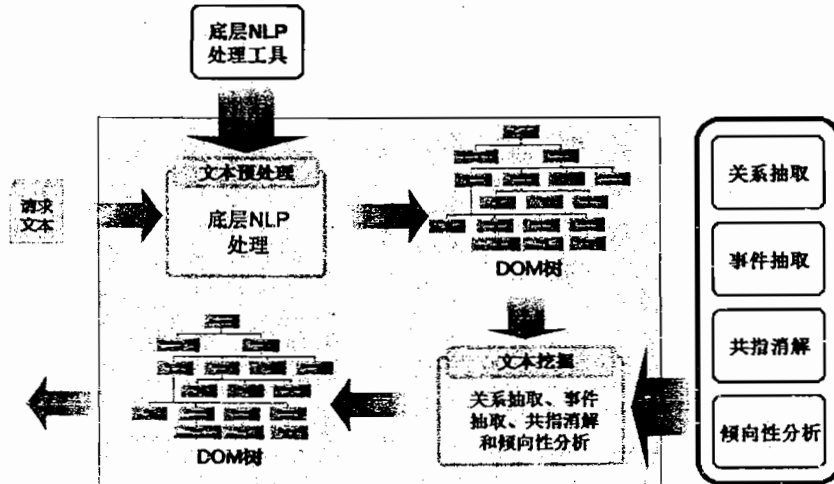 底层NLP
处理工具
请求
文本
文本预处理
底层NLP
处理
DOM树
关系抽取
事件抽取
共指消解
倾向性分析
文本挖掘
关系抽取、事件
抽取、共指消解
和倾向性分析
DOM树